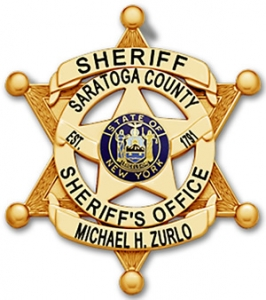 SHERIFF
SARATOGA COUNTY
STATE OF
EST. 1791
NEW YORK
SHERIFF'S OFFICE
MICHAEL H. ZURLO